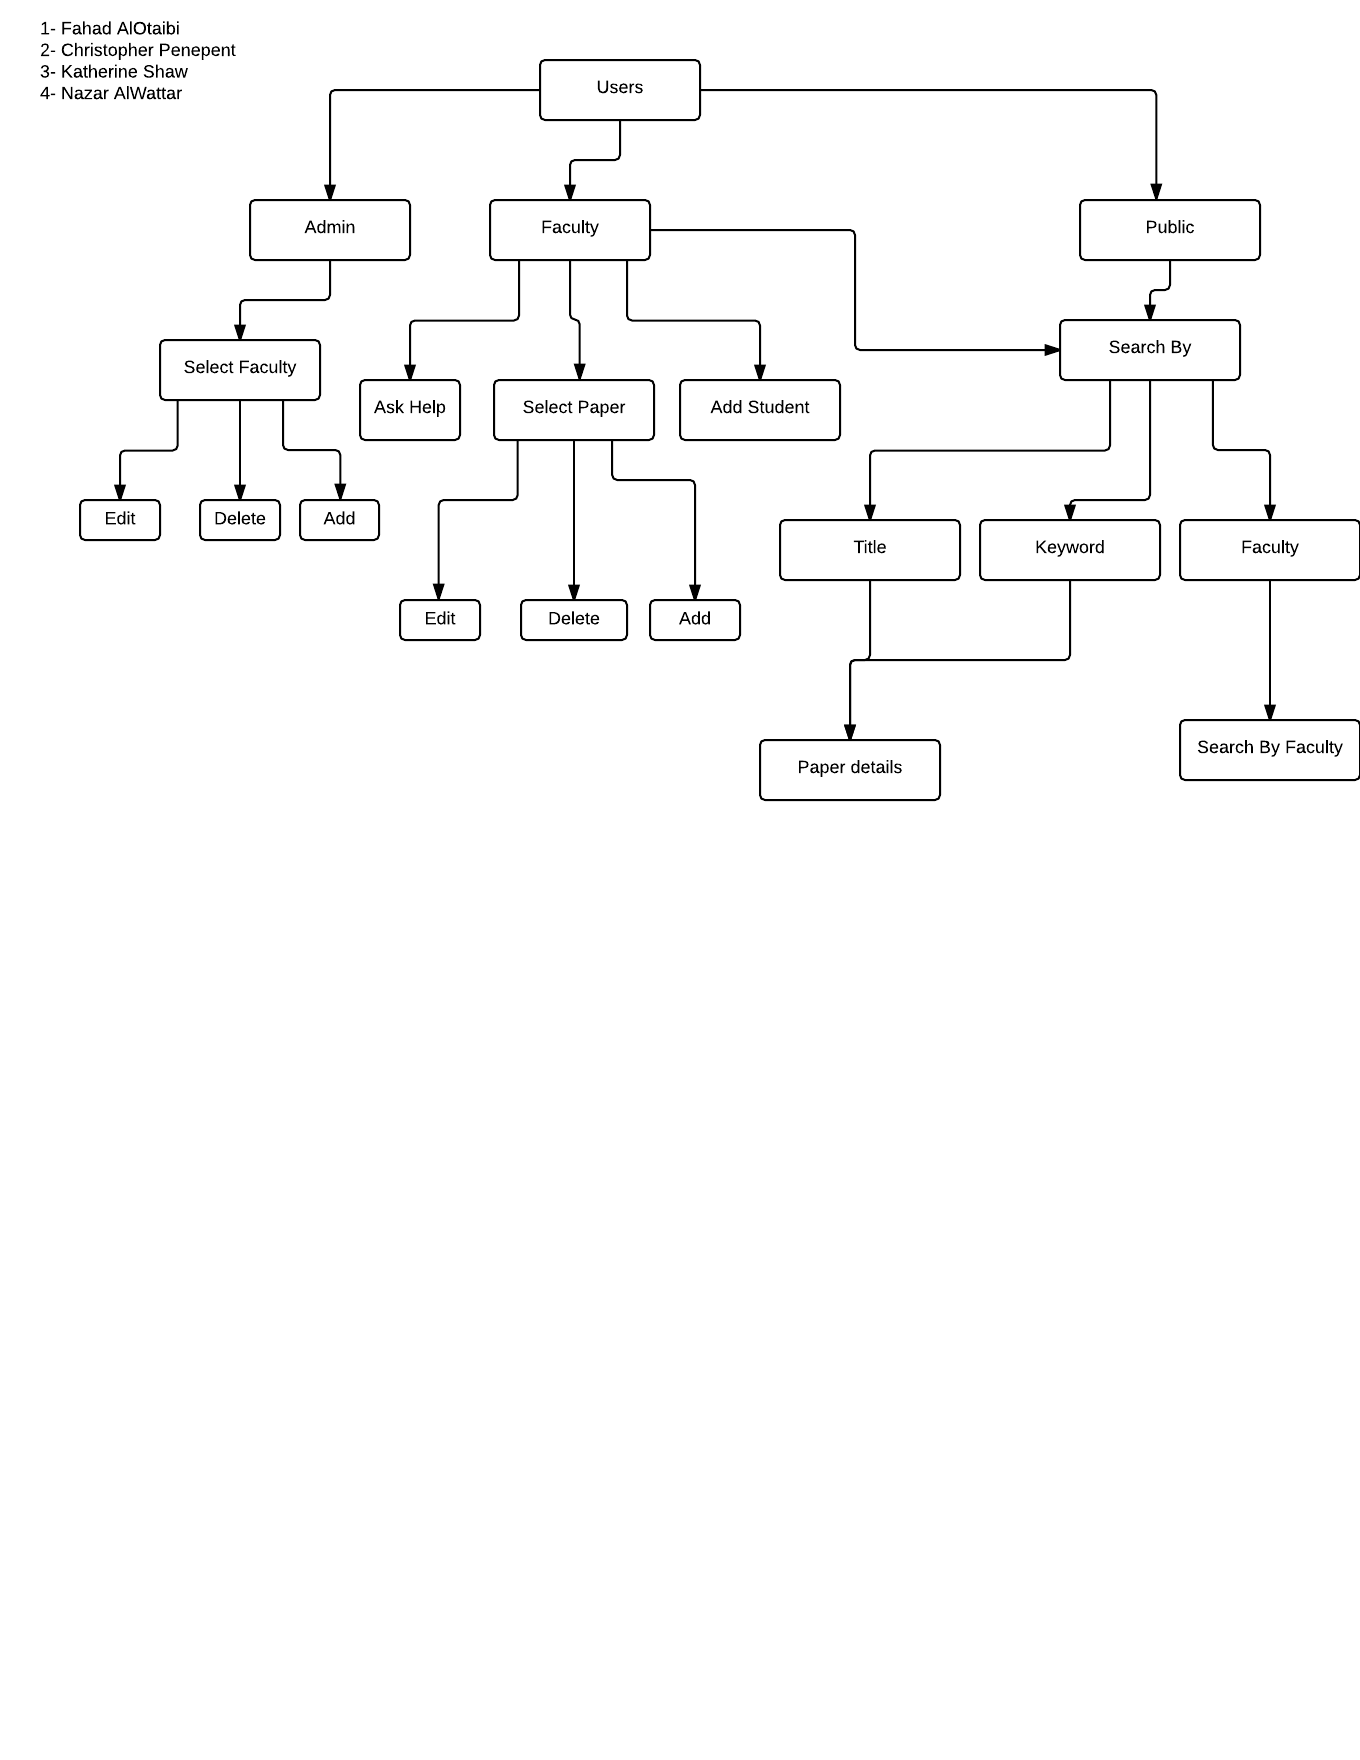 1- Fahad AlOtaibi
2- Christopher Penepent
3- Katherine Shaw
4- Nazar AlWattar
Users
Admin
Faculty
Public
Search By
Select Faculty
Ask Help
Select Paper
Add Student
Edit
Delete
Add
Title
Keyword
Faculty
Edit
Delete
Add
Search By Faculty
Paper details